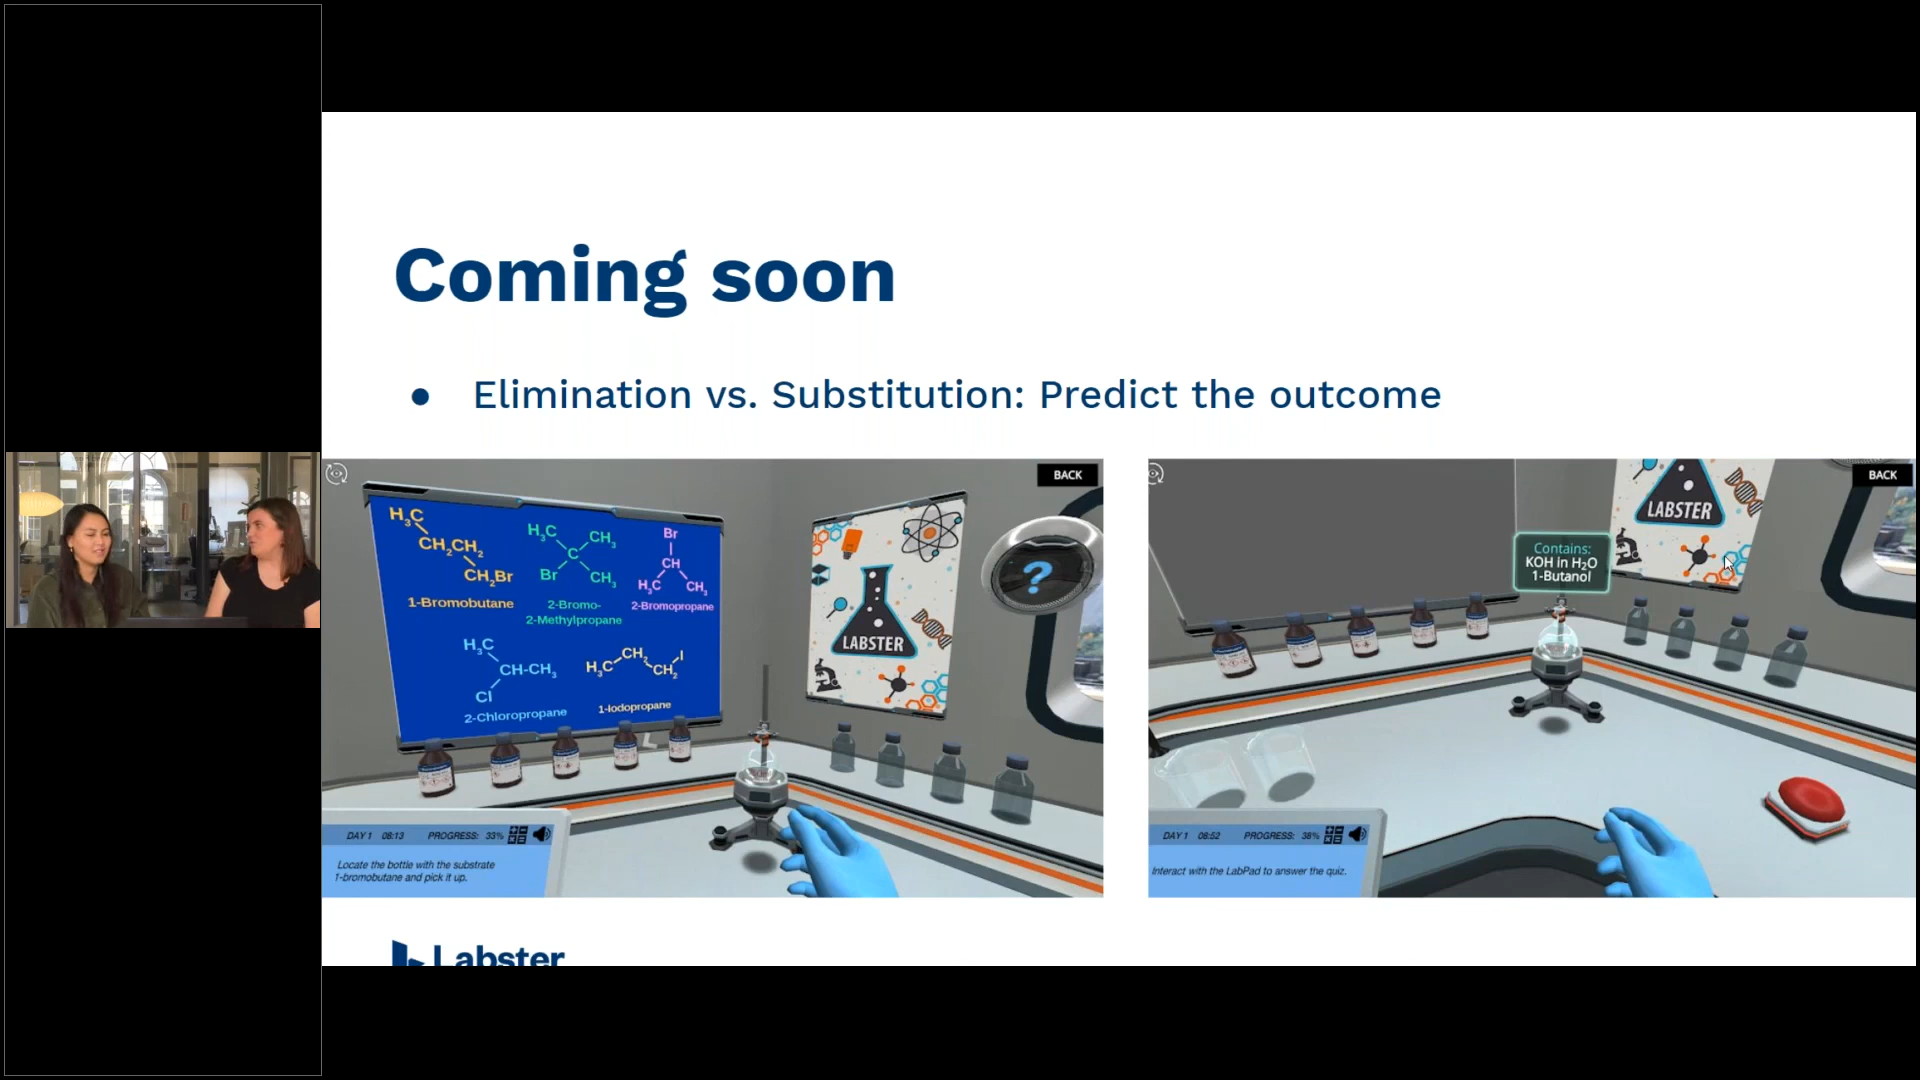 Coming soon
● Elimination vs. Substitution: Predict the outcome
BACK
H₃C
CH₂CH₂
CH₂Br
1-Bromobutane
H₃C
CH₃
C
Br
CH₃
2-Bromo-
2-Methylpropane
Br
CH
H₃C
CH₃
2-Bromopropane
H₃C
CH-CH₃
Cl
2-Chloropropane
H₃C
CH₂
CH₂
I
1-Iodopropane
LABSTER
?
DAY 1 08:13 PROGRESS: 33%
Locate the bottle with the substrate
1-bromobutane and pick it up.
BACK
LABSTER
Contains:
KOH in H₂O
1-Butanol
DAY 1 08:52 PROGRESS: 38%
Interact with the LabPad to answer the quiz.
Labster